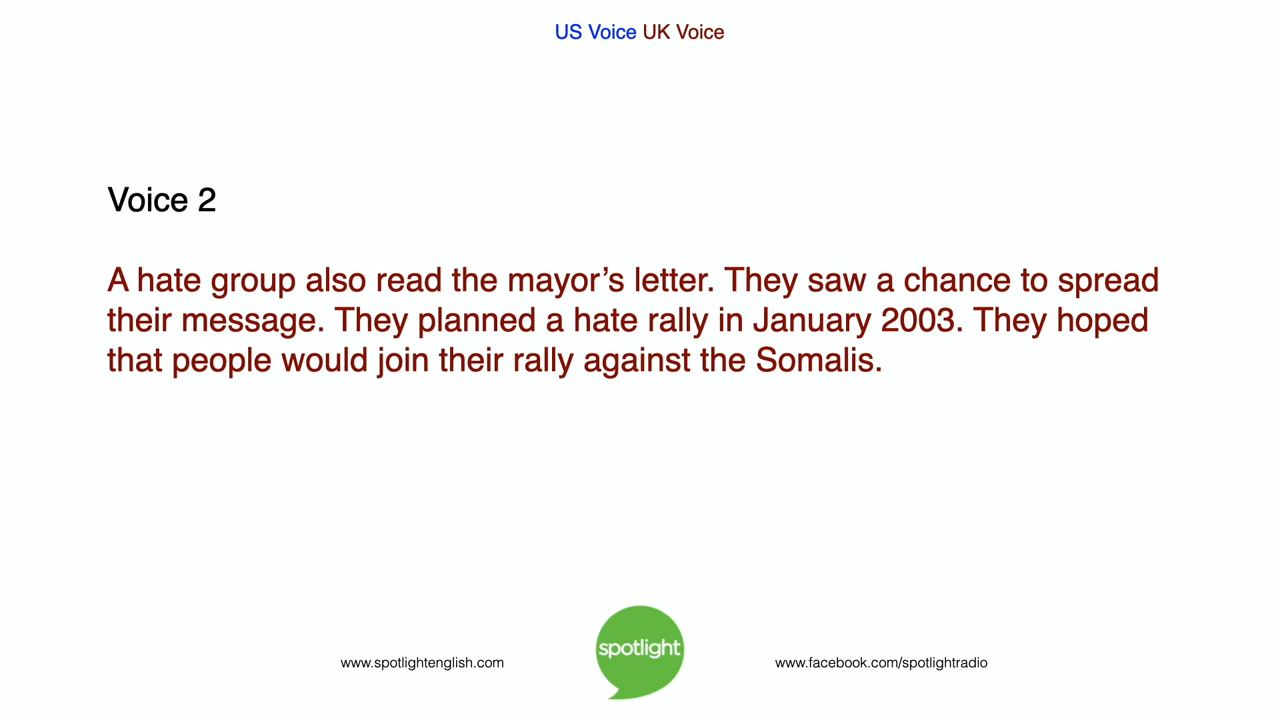 US Voice UK Voice
Voice 2
A hate group also read the mayor’s letter. They saw a chance to spread
their message. They planned a hate rally in January 2003. They hoped
that people would join their rally against the Somalis.
www.spotlightenglish.com
spotlight
www.facebook.com/spotlightradio